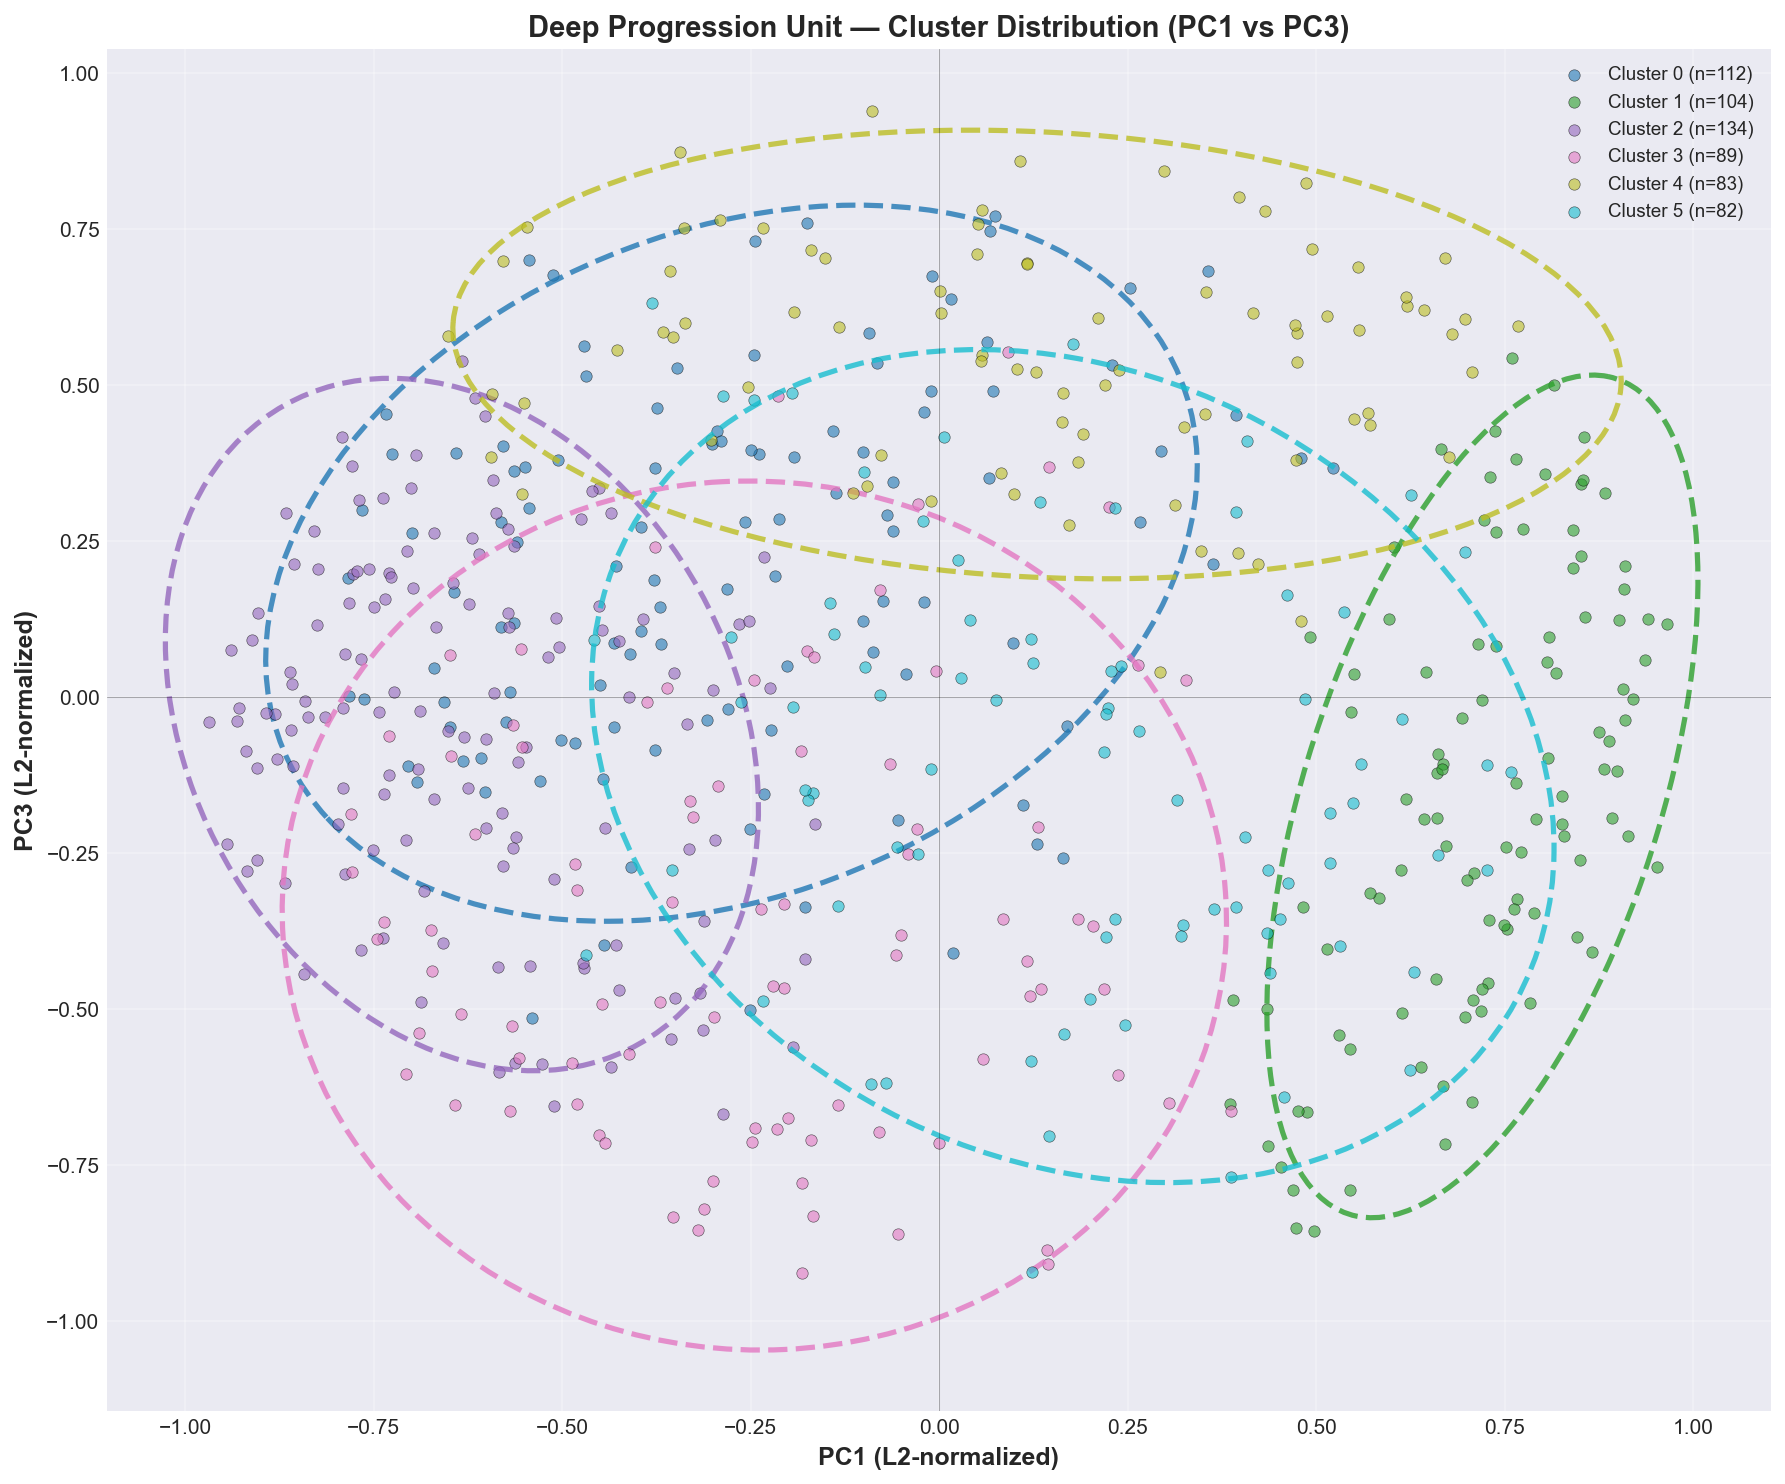 Deep Progression Unit — Cluster Distribution (PC1 vs PC3)
Cluster 0 (n=112)
Cluster 1 (n=104)
Cluster 2 (n=134)
Cluster 3 (n=89)
Cluster 4 (n=83)
Cluster 5 (n=82)
PC3 (L2-normalized)
1.00
0.75
0.50
0.25
0.00
−0.25
−0.50
−0.75
−1.00
−1.00 −0.75 −0.50 −0.25 0.00 0.25 0.50 0.75 1.00
PC1 (L2-normalized)